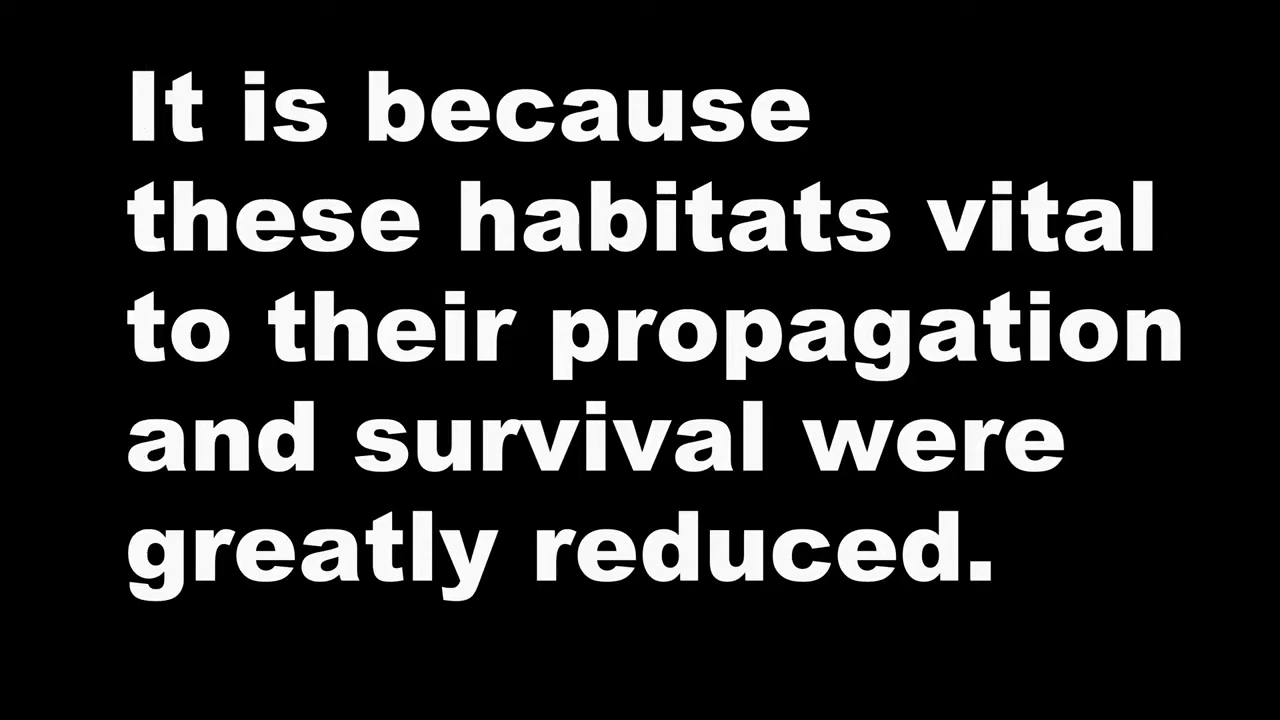 It is because
these habitats vital
to their propagation
and survival were
greatly reduced.